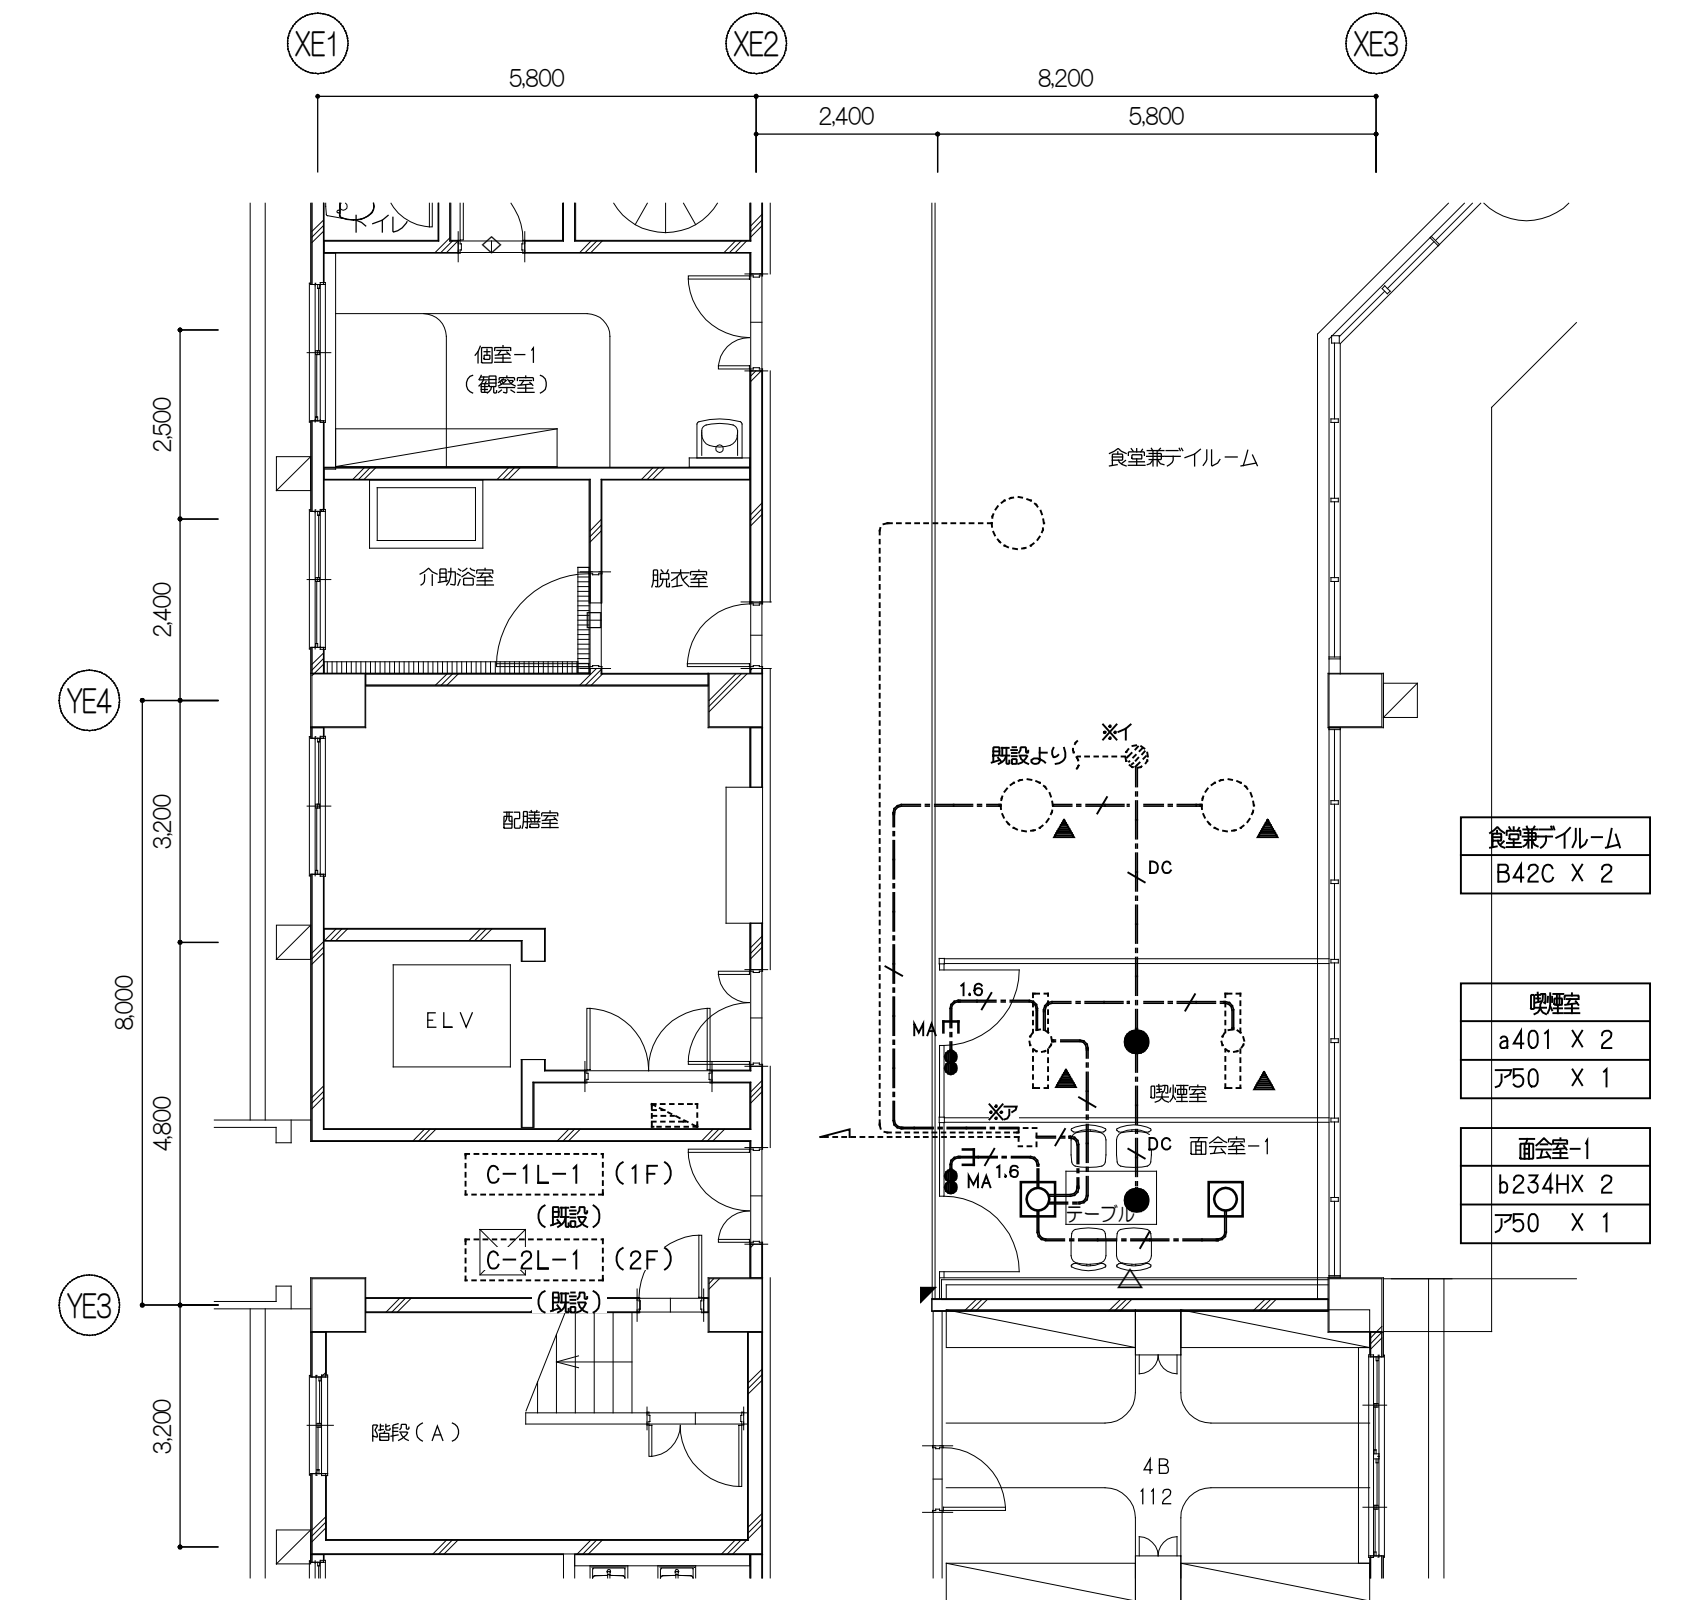 XE1
XE2
XE3
5,800
8,200
2,400
5,800
トイレ
個室-1
(観察室)
2,500
食堂兼デイルーム
介助浴室
脱衣室
2,400
YE4
※イ
既設より
配膳室
3,200
DC
食堂兼デイルーム
B42C X 2
8,000
ELV
1.6
MA
喫煙室
a401 X 2
ア50 X 1
喫煙室
※ア
4,800
DC
面会室-1
面会室-1
b234HX 2
ア50 X 1
C-1L-1 (1F)
(既設)
1.6
MA
テーブル
C-2L-1 (2F)
(既設)
YE3
3,200
階段(A)
4B
112